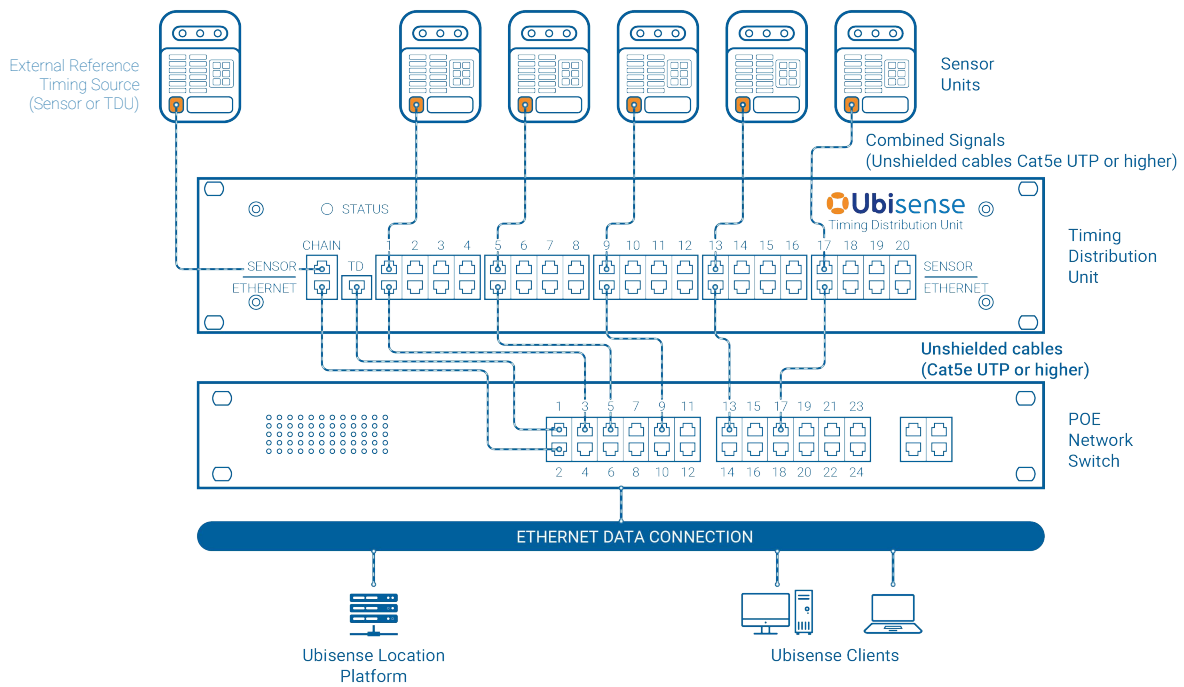 External Reference
Timing Source
(Sensor or TDU)
Sensor
Units
Combined Signals
(Unshielded cables Cat5e UTP or higher)
STATUS
Ubisense
Timing Distribution Unit
CHAIN
TD
1 2 3 4 5 6 7 8 9 10 11 12 13 14 15 16 17 18 19 20
SENSOR
ETHERNET
SENSOR
ETHERNET
Timing
Distribution
Unit
Unshielded cables
(Cat5e UTP or higher)
1 3 5 7 9 11 13 15 17 19 21 23
2 4 6 8 10 12 14 16 18 20 22 24
POE
Network
Switch
ETHERNET DATA CONNECTION
Ubisense Location
Platform
Ubisense Clients